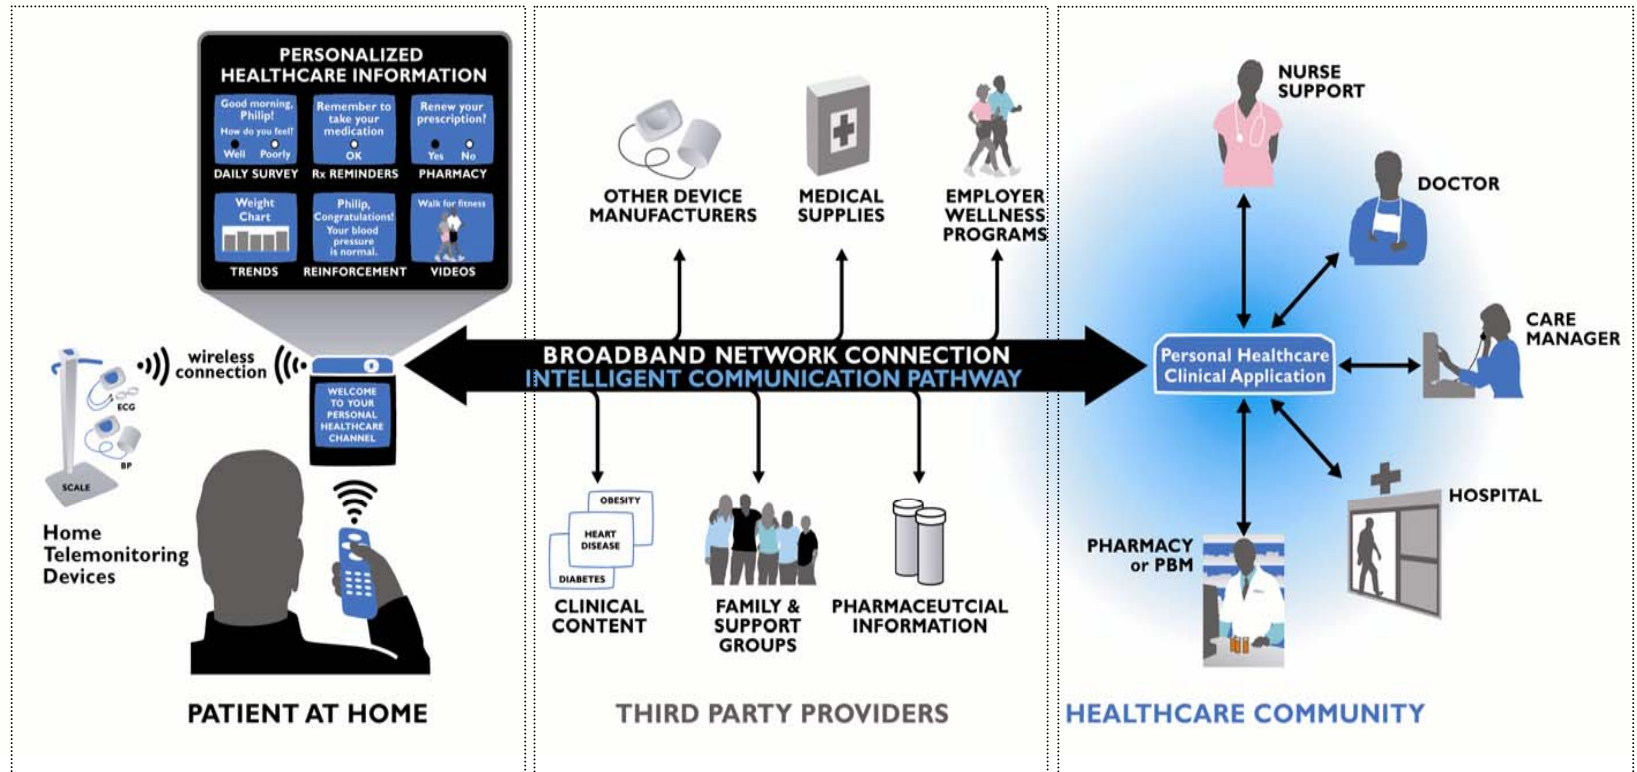 PERSONALIZED
HEALTHCARE INFORMATION
Good morning,
Philip!
How do you feel?
Well Poorly
DAILY SURVEY
Remember to
take your
medication
OK
Rx REMINDERS
Renew your
prescription?
Yes No
PHARMACY
Weight
Chart
TRENDS
Philip,
Congratulations!
Your blood
pressure
is normal.
REINFORCEMENT
Walk for fitness
VIDEOS
wireless
connection
ECG
BP
SCALE
Home
Telemonitoring
Devices
WELCOME
TO YOUR
PERSONAL
HEALTHCARE
CHANNEL
PATIENT AT HOME
OTHER DEVICE
MANUFACTURERS
MEDICAL
SUPPLIES
EMPLOYER
WELLNESS
PROGRAMS
BROADBAND NETWORK CONNECTION
INTELLIGENT COMMUNICATION PATHWAY
OBESITY
HEART
DISEASE
DIABETES
CLINICAL
CONTENT
FAMILY &
SUPPORT
GROUPS
PHARMACEUTCIAL
INFORMATION
THIRD PARTY PROVIDERS
NURSE
SUPPORT
DOCTOR
CARE
MANAGER
Personal Healthcare
Clinical Application
HOSPITAL
PHARMACY
or PBM
HEALTHCARE COMMUNITY